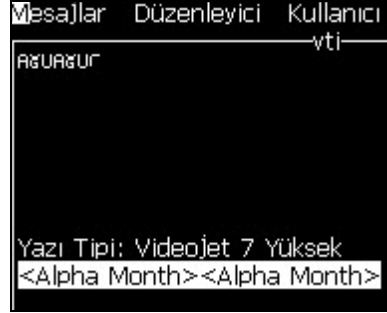 Mesajlar Düzenleyici Kullanıcı
vti
Yazı Tipi: Videojet 7 Yüksek
<Alpha Month><Alpha Month>